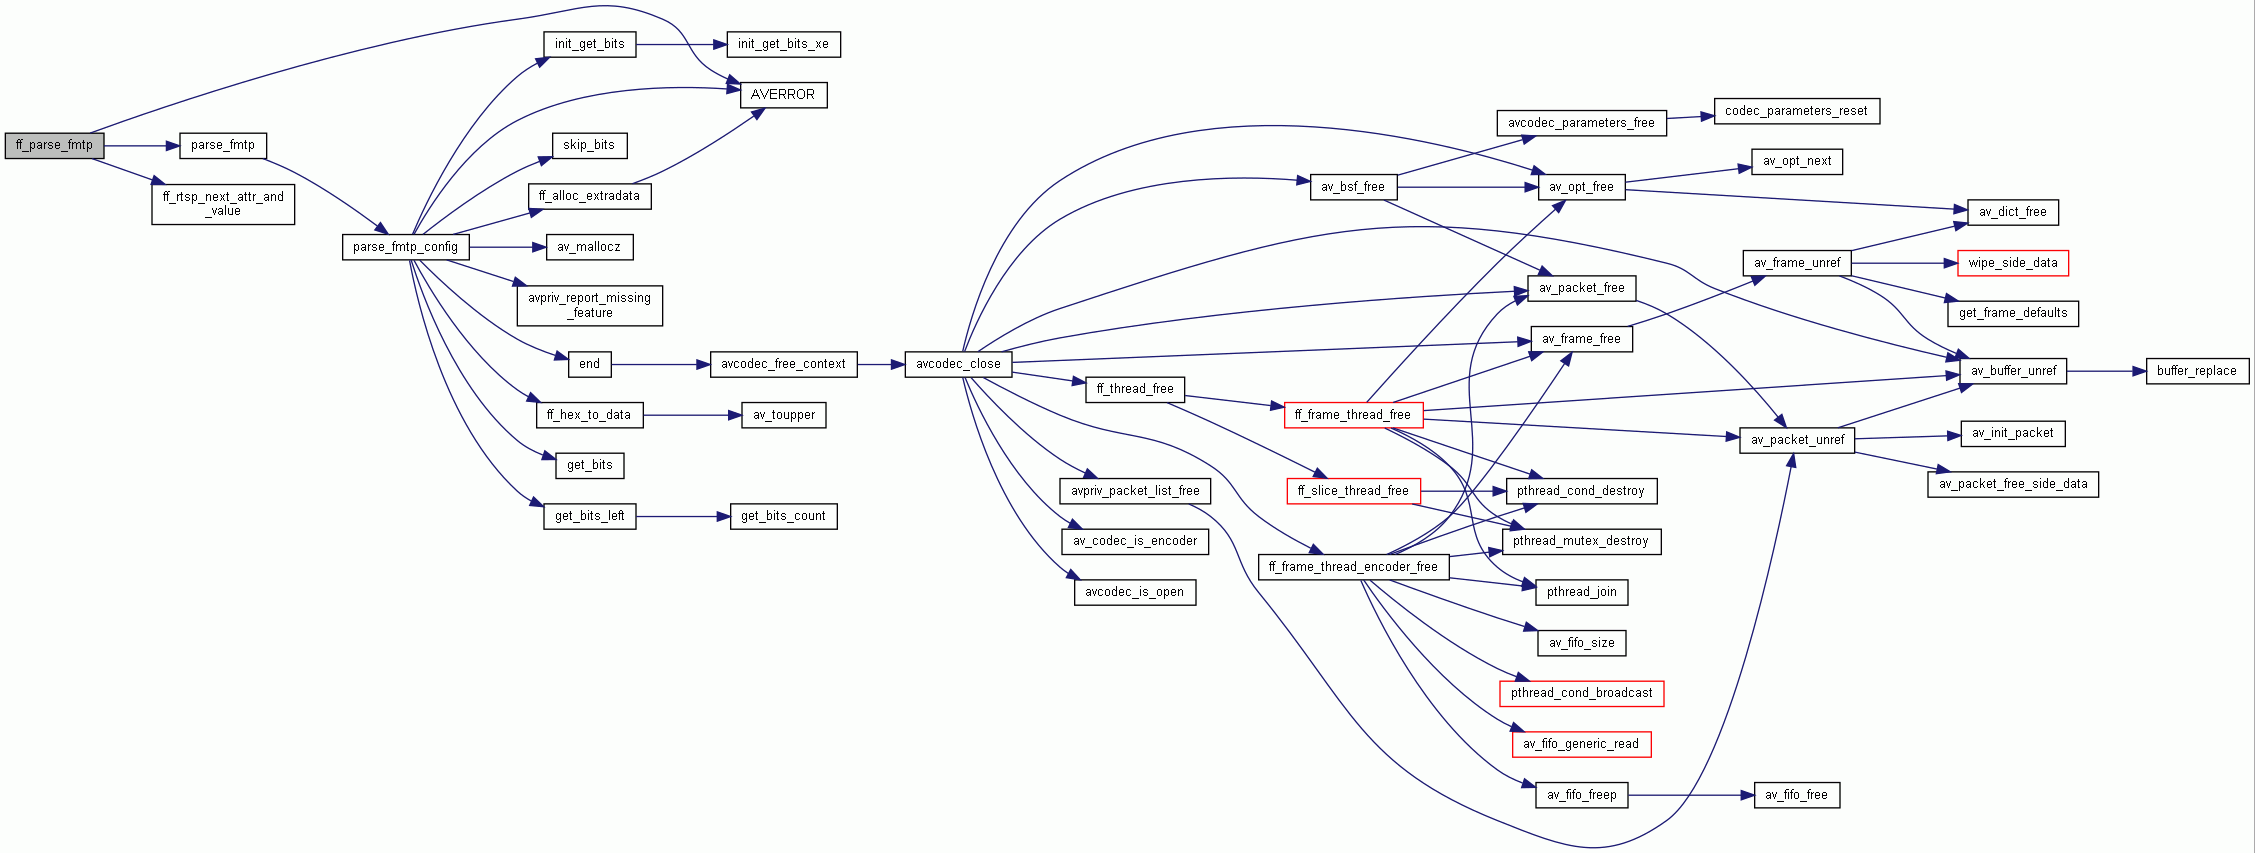 ff_parse_fmtp
parse_fmtp
ff_rtsp_next_attr_and
_value
parse_fmtp_config
init_get_bits
init_get_bits_xe
AVERROR
skip_bits
ff_alloc_extradata
av_mallocz
avpriv_report_missing
_feature
end
avcodec_free_context
ff_hex_to_data
av_toupper
get_bits
get_bits_left
get_bits_count
avcodec_close
ff_thread_free
avpriv_packet_list_free
av_codec_is_encoder
avcodec_is_open
av_bsf_free
ff_frame_thread_free
ff_slice_thread_free
ff_frame_thread_encoder_free
avcodec_parameters_free
av_opt_free
av_packet_free
av_frame_free
pthread_cond_destroy
pthread_mutex_destroy
pthread_join
av_fifo_size
pthread_cond_broadcast
av_fifo_generic_read
av_fifo_freep
codec_parameters_reset
av_opt_next
av_frame_unref
av_packet_unref
av_fifo_free
av_dict_free
wipe_side_data
get_frame_defaults
av_buffer_unref
av_init_packet
av_packet_free_side_data
buffer_replace